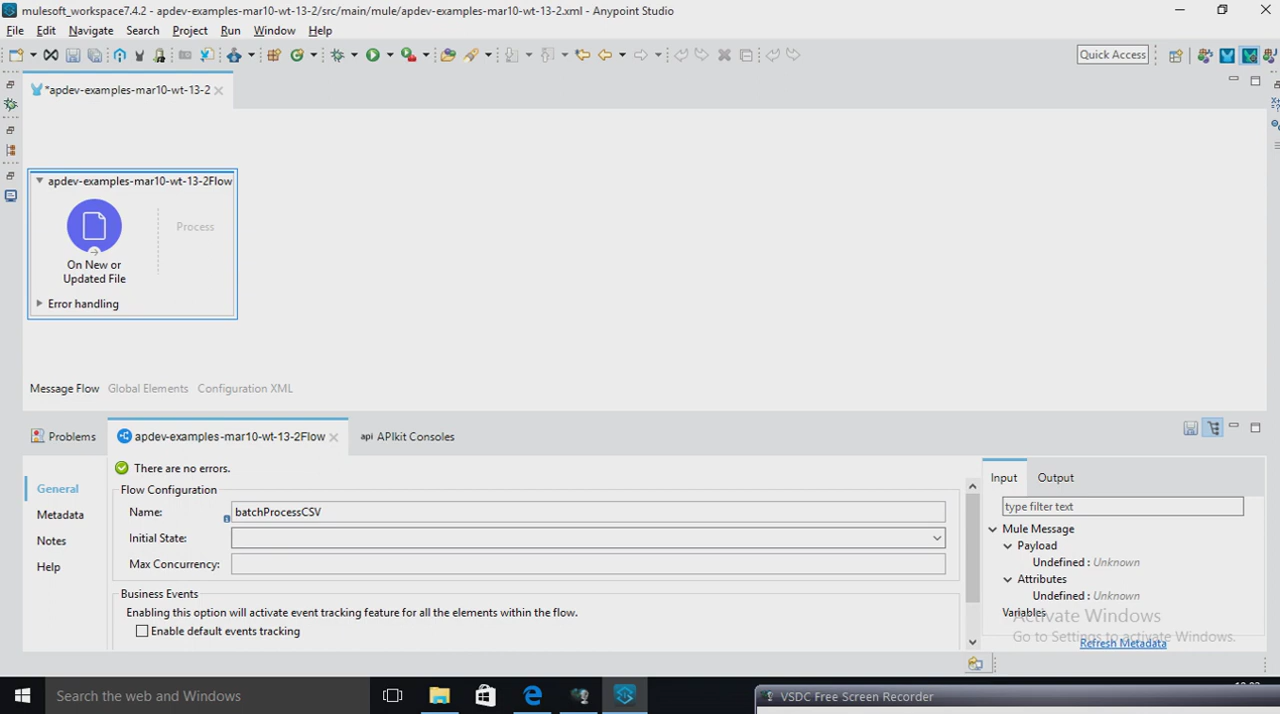 mulesoft_workspace7.4.2 - apdev-examples-mar10-wt-13-2/src/main/mule/apdev-examples-mar10-wt-13-2.xml - Anypoint Studio
File Edit Navigate Search Project Run Window Help
Quick Access
*apdev-examples-mar10-wt-13-2
apdev-examples-mar10-wt-13-2Flow
Process
On New or
Updated File
Error handling
Message Flow Global Elements Configuration XML
Problems apdev-examples-mar10-wt-13-2Flow api APIkit Consoles
There are no errors.
General
Metadata
Notes
Help
Flow Configuration
Name: batchProcessCSV
Initial State:
Max Concurrency:
Business Events
Enabling this option will activate event tracking feature for all the elements within the flow.
Enable default events tracking
Input Output
type filter text
Mule Message
Payload
Undefined : Unknown
Attributes
Undefined : Unknown
Variables
Activate Windows
Go to Settings to activate Windows.
Refresh Metadata
Search the web and Windows
VSDC Free Screen Recorder